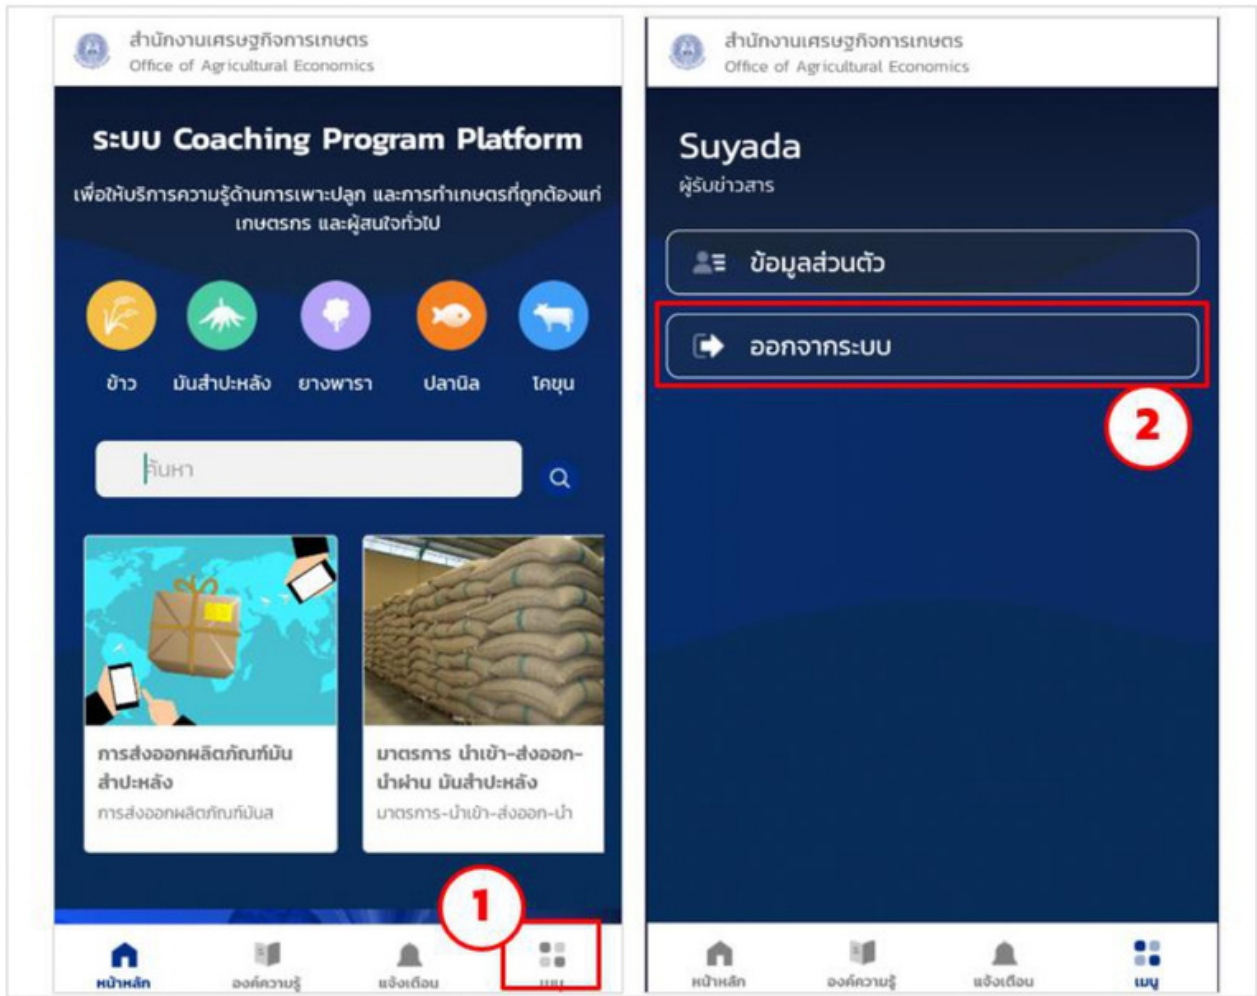 สำนักงานเศรษฐกิจการเกษตร
Office of Agricultural Economics
ระบบ Coaching Program Platform
เพื่อให้บริการความรู้ด้านการเพาะปลูก และการทำเกษตรที่ถูกต้องแก่
เกษตรกร และผู้สนใจทั่วไป
ข้าว มันสำปะหลัง ยางพารา ปลานิล โคขุน
ค้นหา
การส่งออกผลิตภัณฑ์มัน
สำปะหลัง
การส่งออกผลิตภัณฑ์มันส
มาตรการ นำเข้า-ส่งออก-
นำผ่าน มันสำปะหลัง
มาตรการ-นำเข้า-ส่งออก-นำ
1
หน้าหลัก องค์ความรู้ แจ้งเตือน เมนู
สำนักงานเศรษฐกิจการเกษตร
Office of Agricultural Economics
Suyada
ผู้รับข่าวสาร
ข้อมูลส่วนตัว
ออกจากระบบ
2
หน้าหลัก องค์ความรู้ แจ้งเตือน เมนู